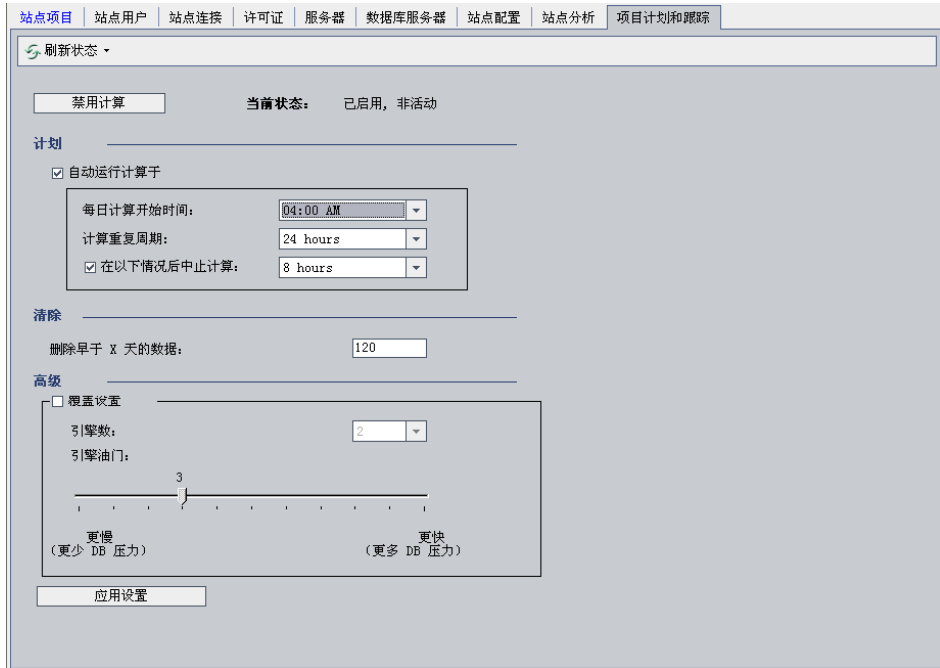 站点项目 站点用户 站点连接 许可证 服务器 数据库服务器 站点配置 站点分析 项目计划和跟踪
刷新状态
禁用计算 当前状态： 已启用，非活动
计划
自动运行计算于
每日计算开始时间： 04:00 AM
计算重复周期： 24 hours
在以下情况后中止计算： 8 hours
清除
删除早于 X 天的数据： 120
高级
覆盖设置
引擎数： 2
引擎油门：
3
更慢 更快
（更少 DB 压力） （更多 DB 压力）
应用设置